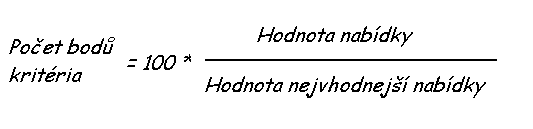 Počet bodů
kritéria
= 100 *
Hodnota nabídky
Hodnota nejvhodnejší nabídky